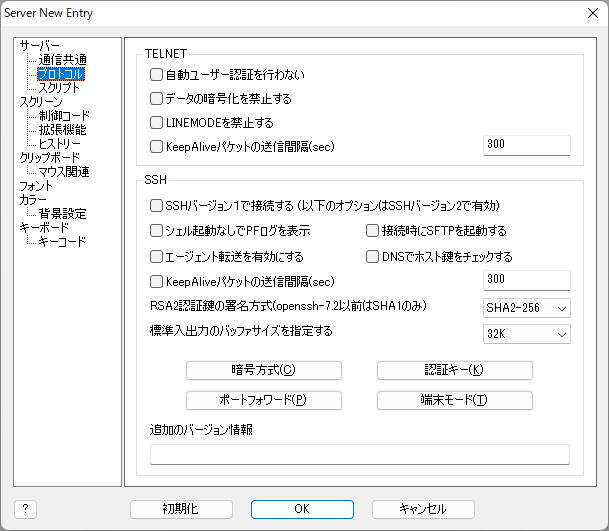 Server New Entry
サーバー
通信共通
プロトコル
スクリプト
スクリーン
制御コード
拡張機能
ヒストリー
クリップボード
マウス関連
フォント
カラー
背景設定
キーボード
キーコード
TELNET
自動ユーザー認証を行わない
データの暗号化を禁止する
LINEMODEを禁止する
KeepAliveパケットの送信間隔(sec) 300
SSH
SSHバージョン1で接続する (以下のオプションはSSHバージョン2で有効)
シェル起動なしでPFログを表示 接続時にSFTPを起動する
エージェント転送を有効にする DNSでホスト鍵をチェックする
KeepAliveパケットの送信間隔(sec) 300
RSA2認証鍵の署名方式(openssh-7.2以前はSHA1のみ) SHA2-256
標準入出力のバッファサイズを指定する 32K
暗号方式(C) 認証キー(K)
ポートフォワード(P) 端末モード(T)
追加のバージョン情報
? 初期化 OK キャンセル